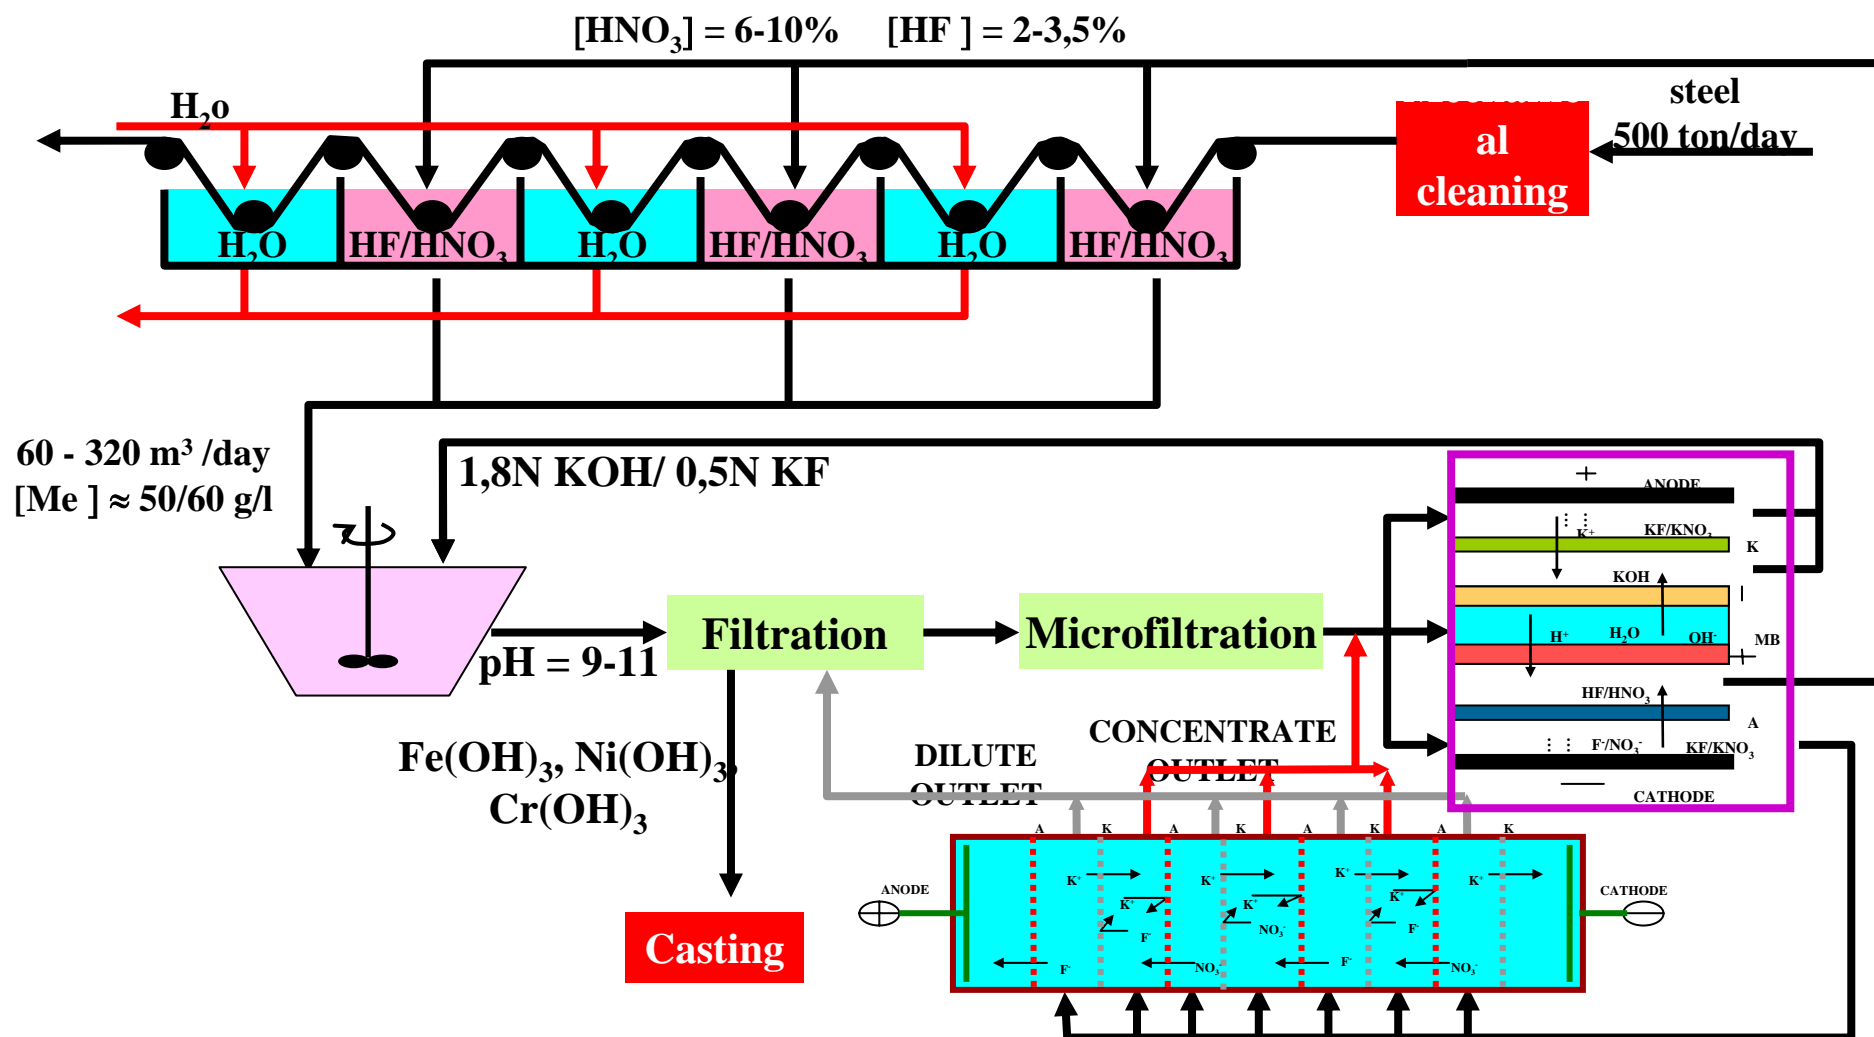 [HNO₃] = 6-10% [HF ] = 2-3,5%
steel
500 ton/day
H₂o
al
cleaning
H₂O
HF/HNO₃
H₂O
HF/HNO₃
H₂O
HF/HNO₃
60 - 320 m³ /day
[Me ] ≈ 50/60 g/l
1,8N KOH/ 0,5N KF
+
ANODE
K⁺
KF/KNO₃
K
KOH
H⁺
H₂O
OH⁻
MB
HF/HNO₃
A
F⁻/NO₃⁻
KF/KNO₃
CATHODE
Filtration
Microfiltration
pH = 9-11
Fe(OH)₃, Ni(OH)₃,
Cr(OH)₃
DILUTE
OUTLET
CONCENTRATE
OUTLET
Casting
A K A K A K A K
ANODE
CATHODE
K⁺ K⁺ K⁺ K⁺
K⁺ K⁺ K⁺
F⁻ NO₃⁻ F⁻
F⁻ NO₃⁻ F⁻ NO₃⁻